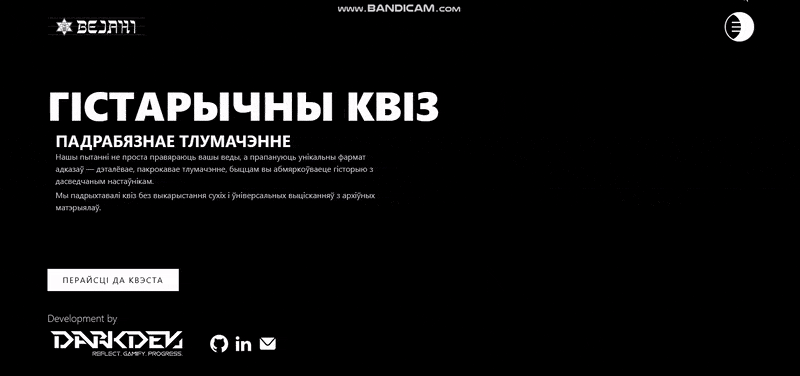 www.BANDICAM.com
ВЕЈАНІ
ГІСТАРЫЧНЫ КВІЗ
ПАДРАБЯЗНАЕ ТЛУМАЧЭННЕ
Нашы пытанні не проста правяраюць вашы веды, а прапануюць унікальны фармат
адказаў — дэталёвае, пакрокавае тлумачэнне, быццам вы абмяркоўваеце гісторыю з
дасведчаным настаўнікам.
Мы падрыхтавалі квіз без выкарыстання сухіх і ўніверсальных выцісканняў з архіўных
матэрыялаў.
ПЕРАЙСЦІ ДА КВЭСТА
Development by
DARKDEV
REFLECT. GAMIFY. PROGRESS.